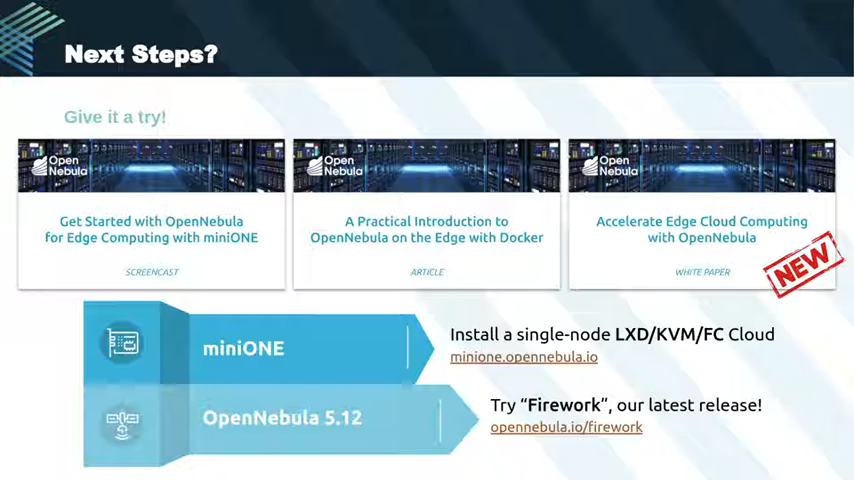 Next Steps?
Give it a try!
Open
Nebula
Get Started with OpenNebula
for Edge Computing with miniONE
SCREENCAST
Open
Nebula
A Practical Introduction to
OpenNebula on the Edge with Docker
ARTICLE
Open
Nebula
Accelerate Edge Cloud Computing
with OpenNebula
WHITE PAPER
NEW
miniONE
Install a single-node LXD/KVM/FC Cloud
minione.opennebula.io
OpenNebula 5.12
Try “Firework”, our latest release!
opennebula.io/firework